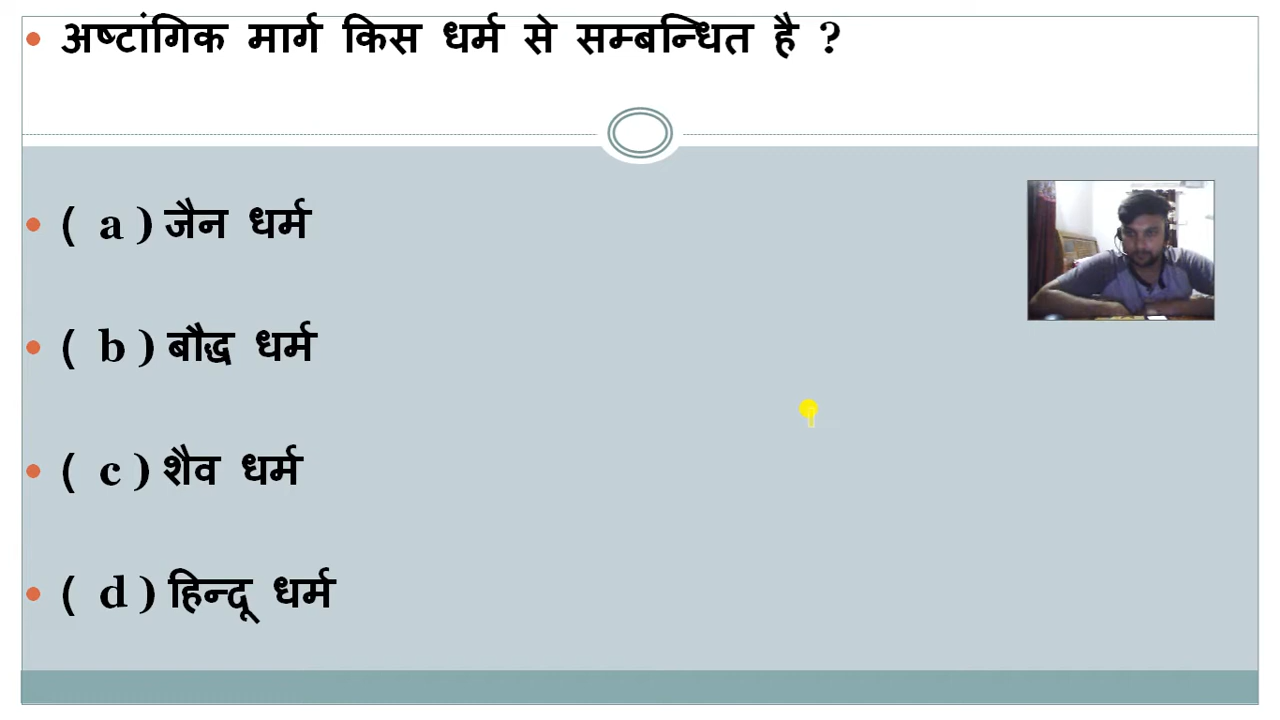 अष्टांगिक मार्ग किस धर्म से सम्बन्धित है ?
( a ) जैन धर्म
( b ) बौद्ध धर्म
( c ) शैव धर्म
( d ) हिन्दू धर्म